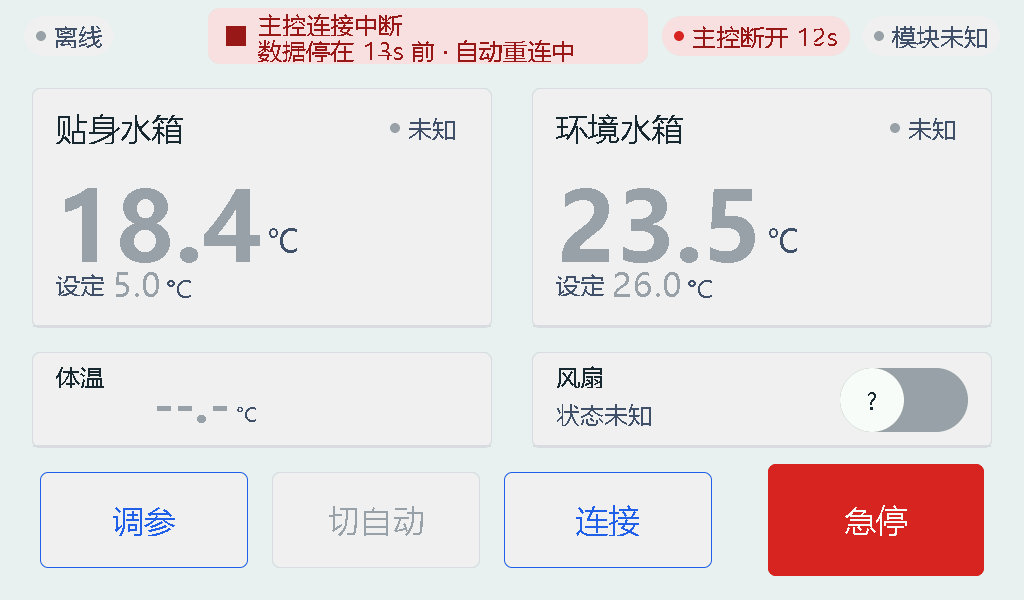 离线
主控连接中断
数据停在 13s 前 · 自动重连中
主控断开 12s
模块未知
贴身水箱
未知
18.4 °C
设定 5.0 °C
环境水箱
未知
23.5 °C
设定 26.0 °C
体温
--.- °C
风扇
状态未知
?
调参
切自动
连接
急停